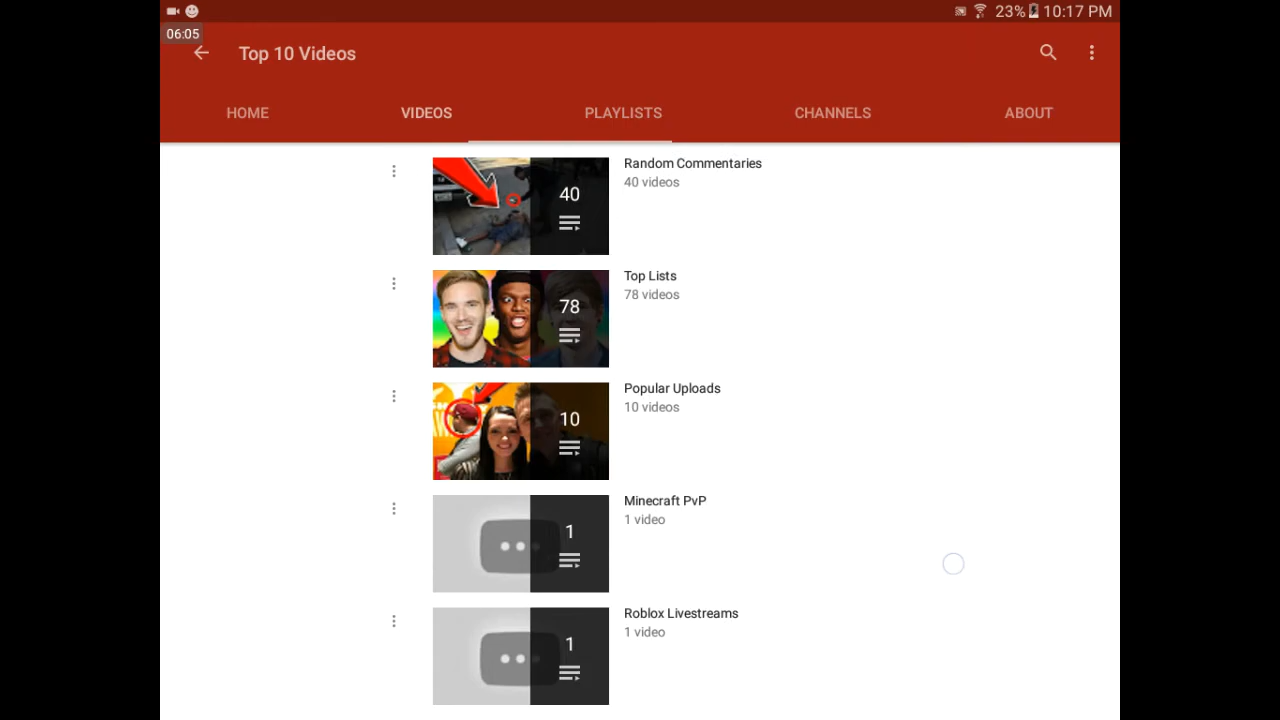 23% 10:17 PM
06:05
Top 10 Videos
HOME VIDEOS PLAYLISTS CHANNELS ABOUT
Random Commentaries
40 videos
40
Top Lists
78 videos
78
Popular Uploads
10 videos
10
Minecraft PvP
1 video
1
Roblox Livestreams
1 video
1